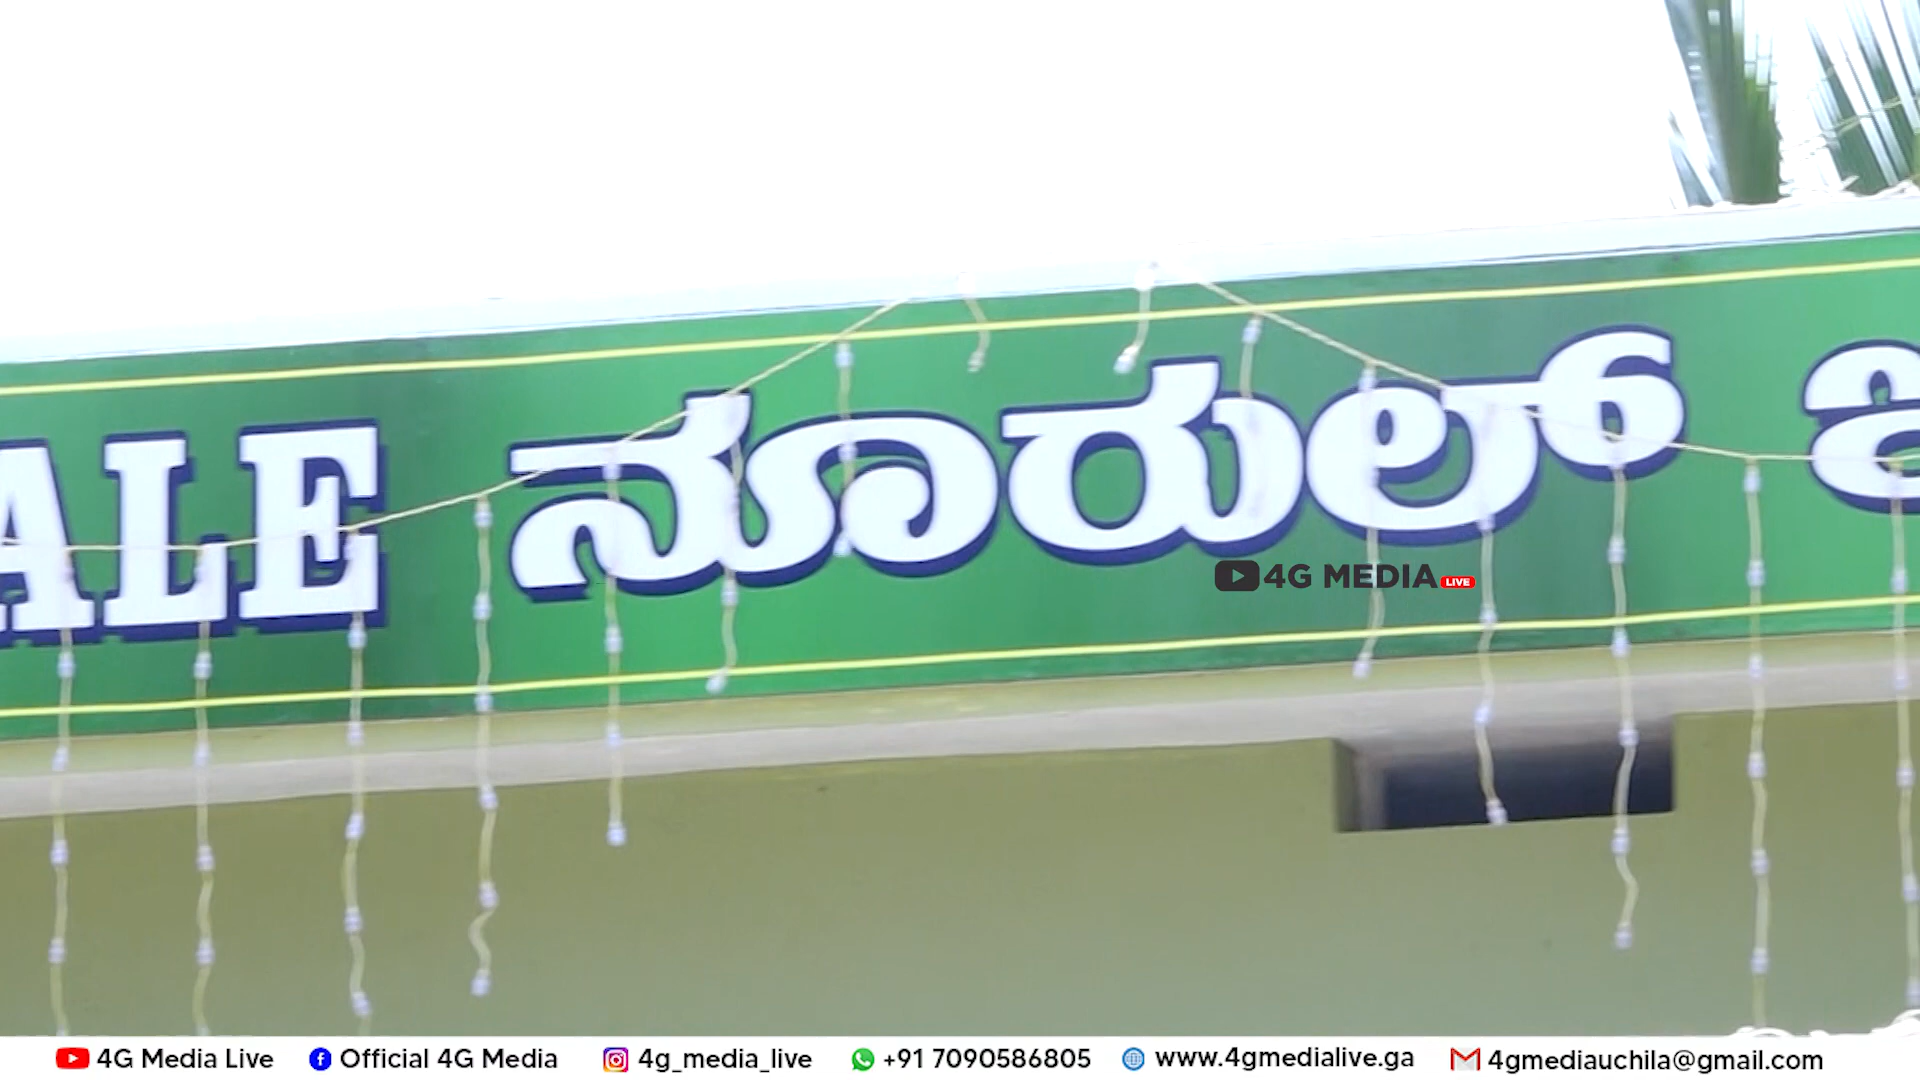 ALE ನೂರುಲ್
4G MEDIA LIVE
4G Media Live Official 4G Media 4g_media_live +91 7090586805 www.4gmedialive.ga 4gmediauchila@gmail.com